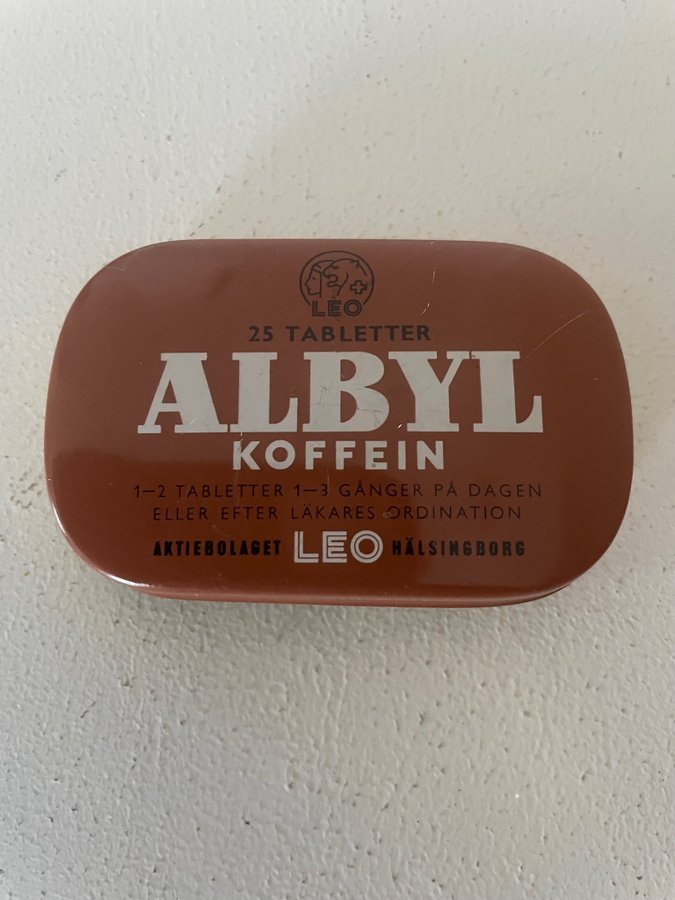 LEO
25 TABLETTER
ALBYL
KOFFEIN
1–2 TABLETTER 1–3 GÅNGER PÅ DAGEN
ELLER EFTER LÄKARES ORDINATION
AKTIEBOLAGET LEO HÄLSINGBORG